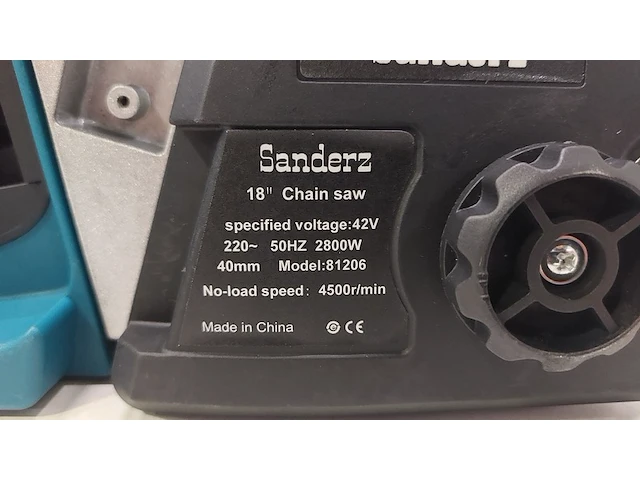 Sanderz
Sanderz
18" Chain saw
specified voltage:42V
220~ 50HZ 2800W
40mm Model:81206
No-load speed: 4500r/min
Made in China CE